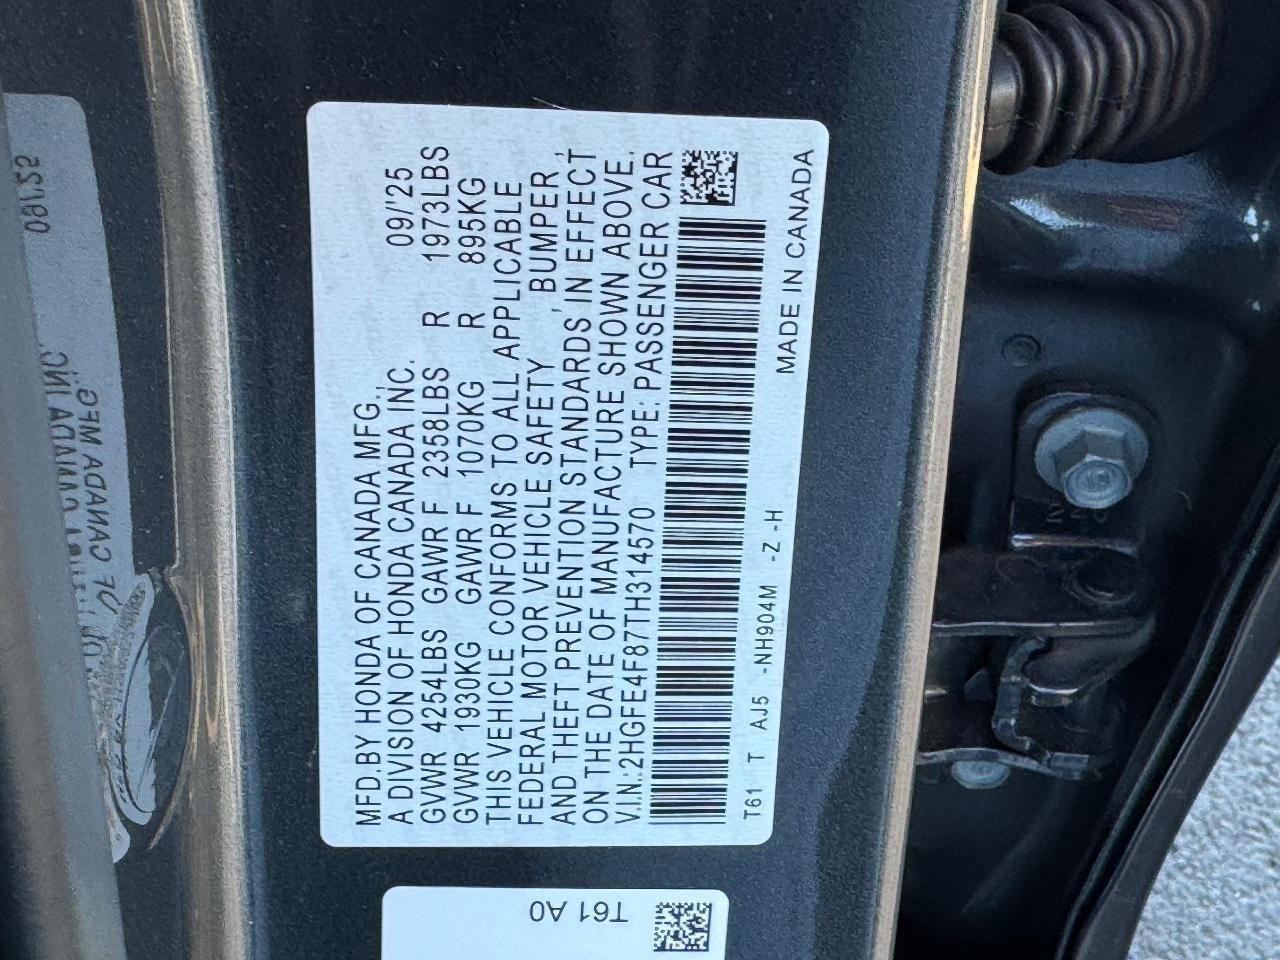 MFD.BY HONDA OF CANADA MFG.,
A DIVISION OF HONDA CANADA INC. 09/'25
GVWR 4254LBS GAWR F 2358LBS R 1973LBS
GVWR 1930KG GAWR F 1070KG R 895KG
THIS VEHICLE CONFORMS TO ALL APPLICABLE
FEDERAL MOTOR VEHICLE SAFETY, BUMPER,
AND THEFT PREVENTION STANDARDS IN EFFECT
ON THE DATE OF MANUFACTURE SHOWN ABOVE.
V.I.N.:2HGFE4F87TH314570 TYPE: PASSENGER CAR
T61 T AJ5 -NH904M -Z -H MADE IN CANADA
T61 A0